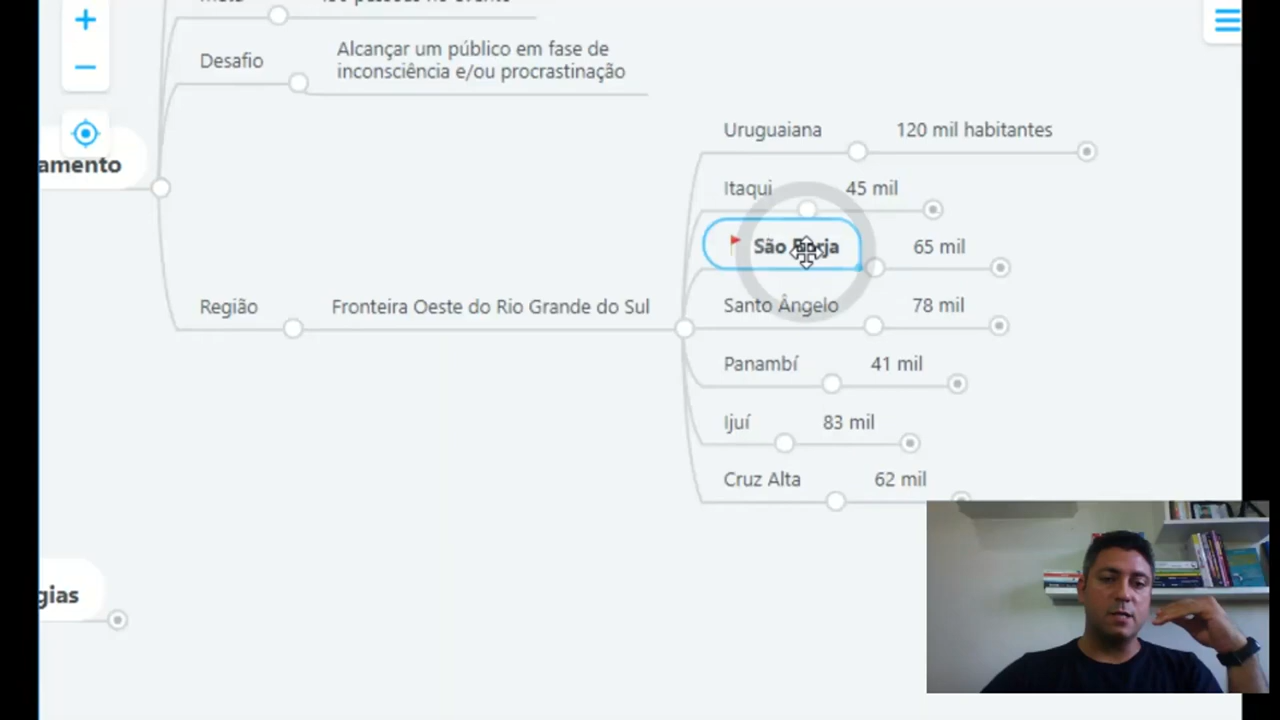 Desafio
Alcançar um público em fase de
inconsciência e/ou procrastinação
amento
Uruguaiana 120 mil habitantes
Itaqui 45 mil
São Borja 65 mil
Região Fronteira Oeste do Rio Grande do Sul
Santo Ângelo 78 mil
Panambí 41 mil
Ijuí 83 mil
Cruz Alta 62 mil
gias